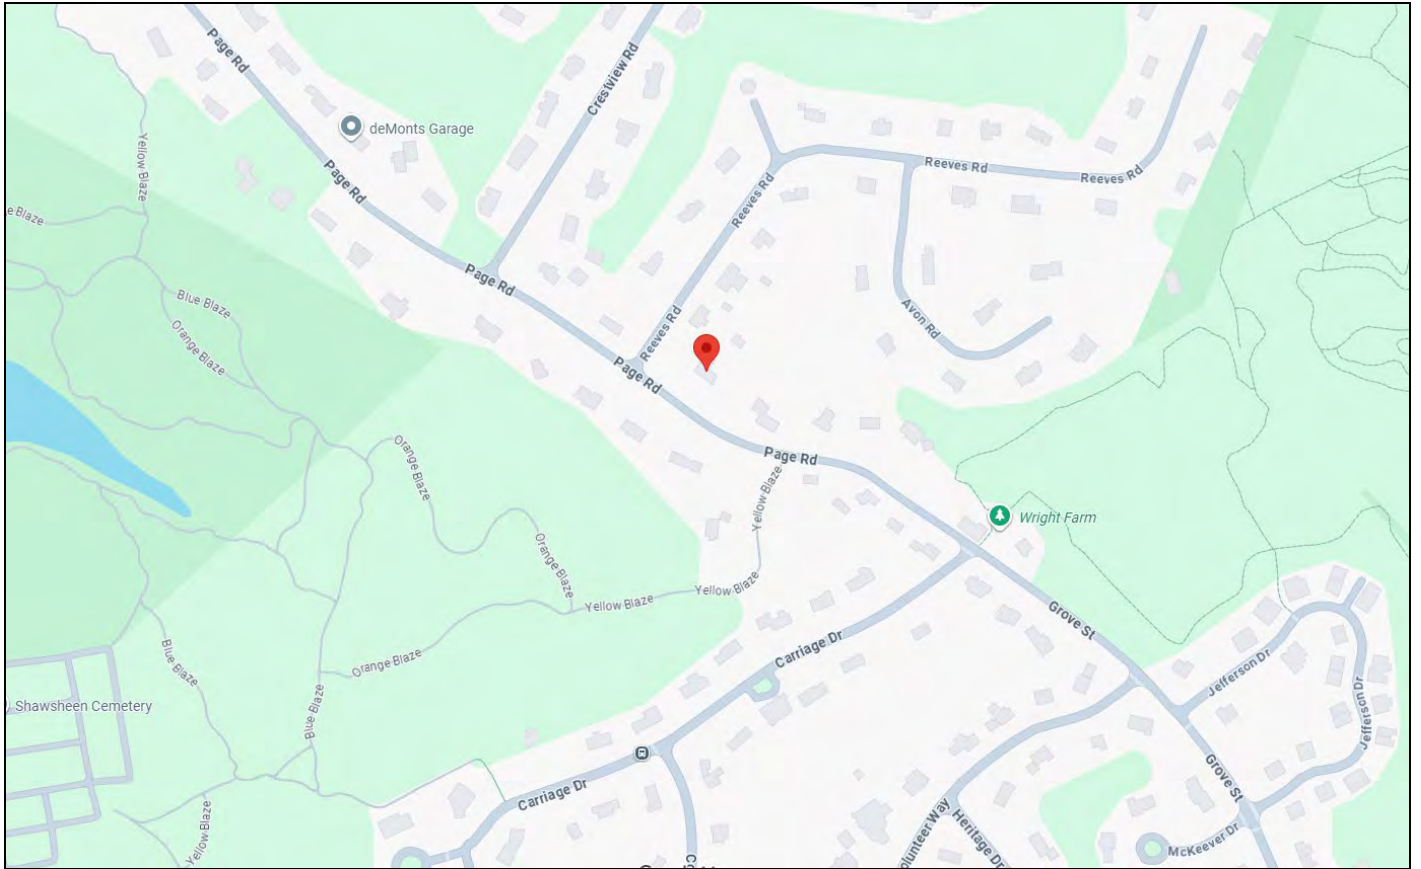 Page Rd
Crestview Rd
deMonts Garage
Yellow Blaze
Page Rd
Reeves Rd
Reeves Rd
Reeves Rd
e Blaze
Page Rd
Blue Blaze
Orange Blaze
Avon Rd
Reeves Rd
Page Rd
Orange Blaze
Page Rd
Yellow Blaze
Wright Farm
Orange Blaze
Yellow Blaze
Yellow Blaze
Grove St
Carriage Dr
Blue Blaze
Orange Blaze
Jefferson Dr
Jefferson Dr
Shawsheen Cemetery
Blue Blaze
Grove St
Carriage Dr
Yellow Blaze
olunteer Way
Heritage Dr
McKeever Dr